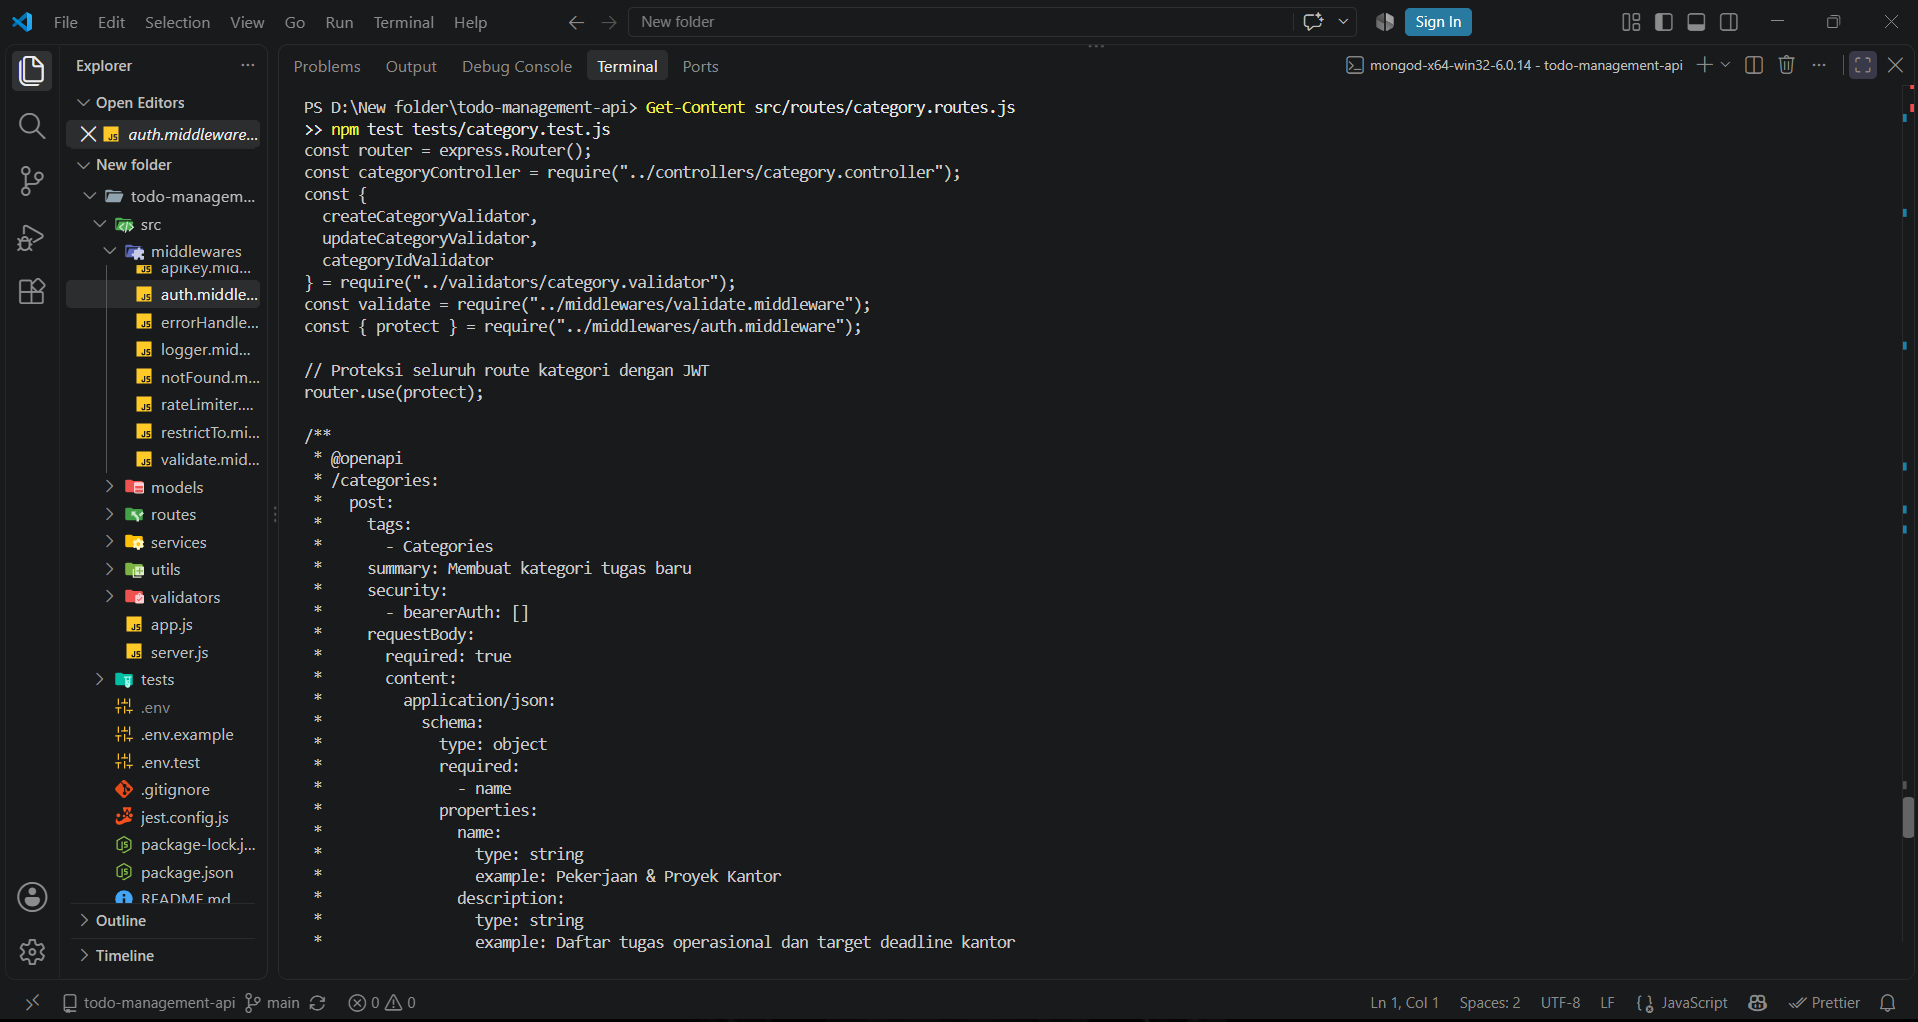 File Edit Selection View Go Run Terminal Help
New folder
Sign In
Explorer
Open Editors
auth.middleware...
New folder
todo-managem...
src
middlewares
apiKey.mid...
auth.middle...
errorHandle...
logger.mid...
notFound.m...
rateLimiter....
restrictTo.mi...
validate.mid...
models
routes
services
utils
validators
app.js
server.js
tests
.env
.env.example
.env.test
.gitignore
jest.config.js
package-lock.j...
package.json
README.md
Outline
Timeline
Problems Output Debug Console Terminal Ports
mongod-x64-win32-6.0.14 - todo-management-api
PS D:\New folder\todo-management-api> Get-Content src/routes/category.routes.js
>> npm test tests/category.test.js
const router = express.Router();
const categoryController = require("../controllers/category.controller");
const {
  createCategoryValidator,
  updateCategoryValidator,
  categoryIdValidator
} = require("../validators/category.validator");
const validate = require("../middlewares/validate.middleware");
const { protect } = require("../middlewares/auth.middleware");

// Proteksi seluruh route kategori dengan JWT
router.use(protect);

/**
 * @openapi
 * /categories:
 *   post:
 *     tags:
 *       - Categories
 *     summary: Membuat kategori tugas baru
 *     security:
 *       - bearerAuth: []
 *     requestBody:
 *       required: true
 *       content:
 *         application/json:
 *           schema:
 *             type: object
 *             required:
 *               - name
 *             properties:
 *               name:
 *                 type: string
 *                 example: Pekerjaan & Proyek Kantor
 *               description:
 *                 type: string
 *                 example: Daftar tugas operasional dan target deadline kantor
todo-management-api main 0 0
Ln 1, Col 1 Spaces: 2 UTF-8 LF JavaScript Prettier